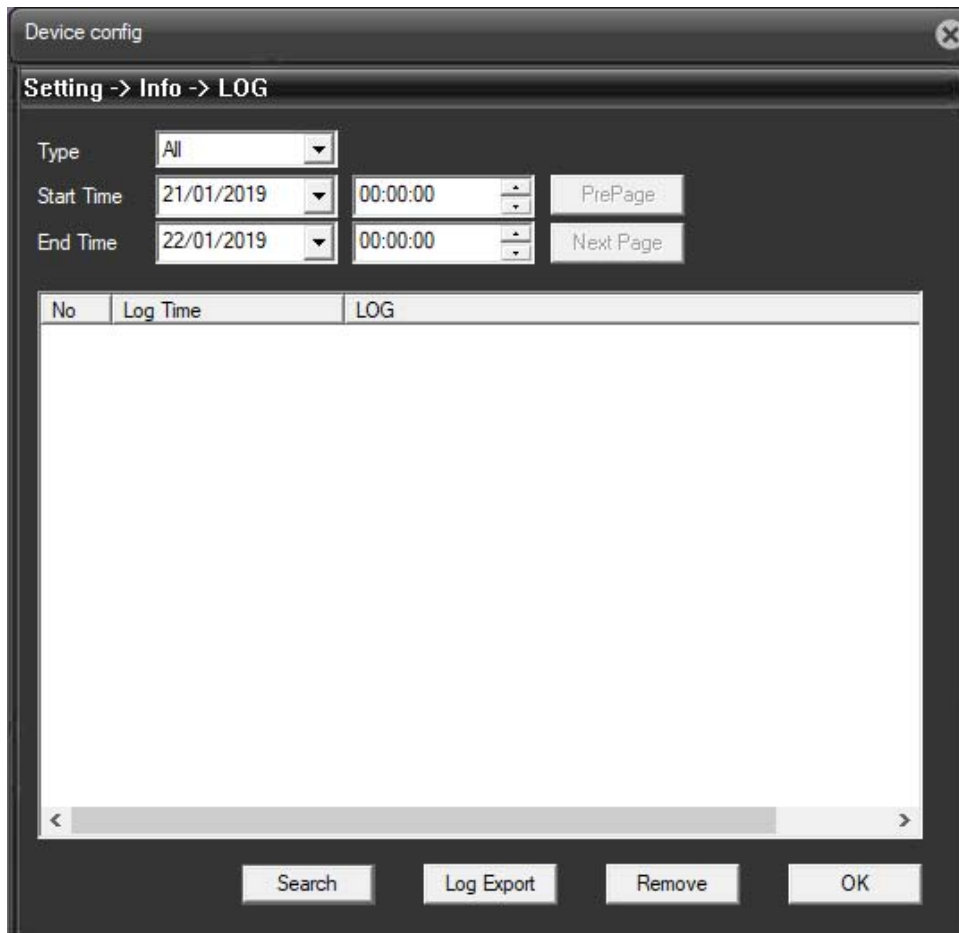 Device config
Setting -> Info -> LOG
Type All
Start Time 21/01/2019 00:00:00 PrePage
End Time 22/01/2019 00:00:00 Next Page
No Log Time LOG
Search Log Export Remove OK